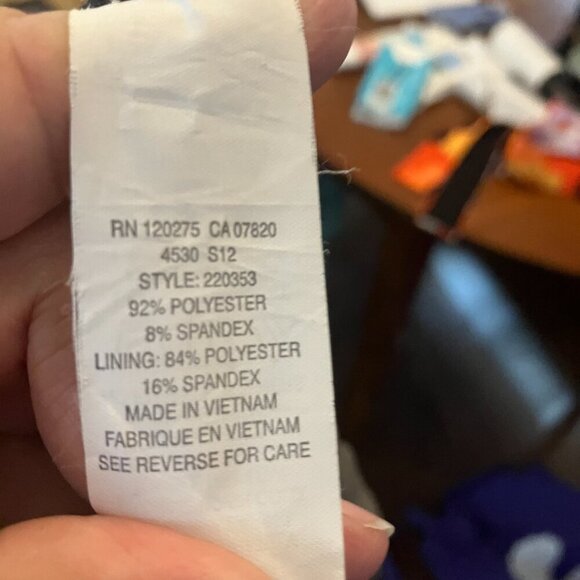 RN 120275 CA 07820
4530 S12
STYLE: 220353
92% POLYESTER
8% SPANDEX
LINING: 84% POLYESTER
16% SPANDEX
MADE IN VIETNAM
FABRIQUE EN VIETNAM
SEE REVERSE FOR CARE